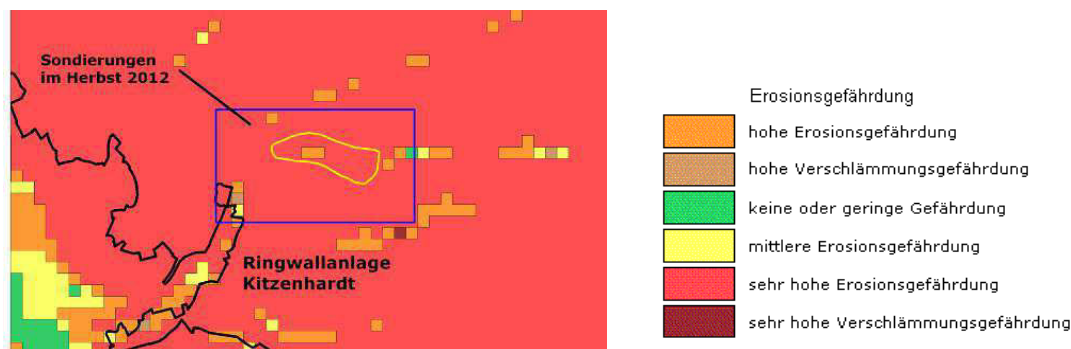 Sondierungen
im Herbst 2012
Ringwallanlage
Kitzenhardt
Erosionsgefährdung
hohe Erosionsgefährdung
hohe Verschlämmungsgefährdung
keine oder geringe Gefährdung
mittlere Erosionsgefährdung
sehr hohe Erosionsgefährdung
sehr hohe Verschlämmungsgefährdung